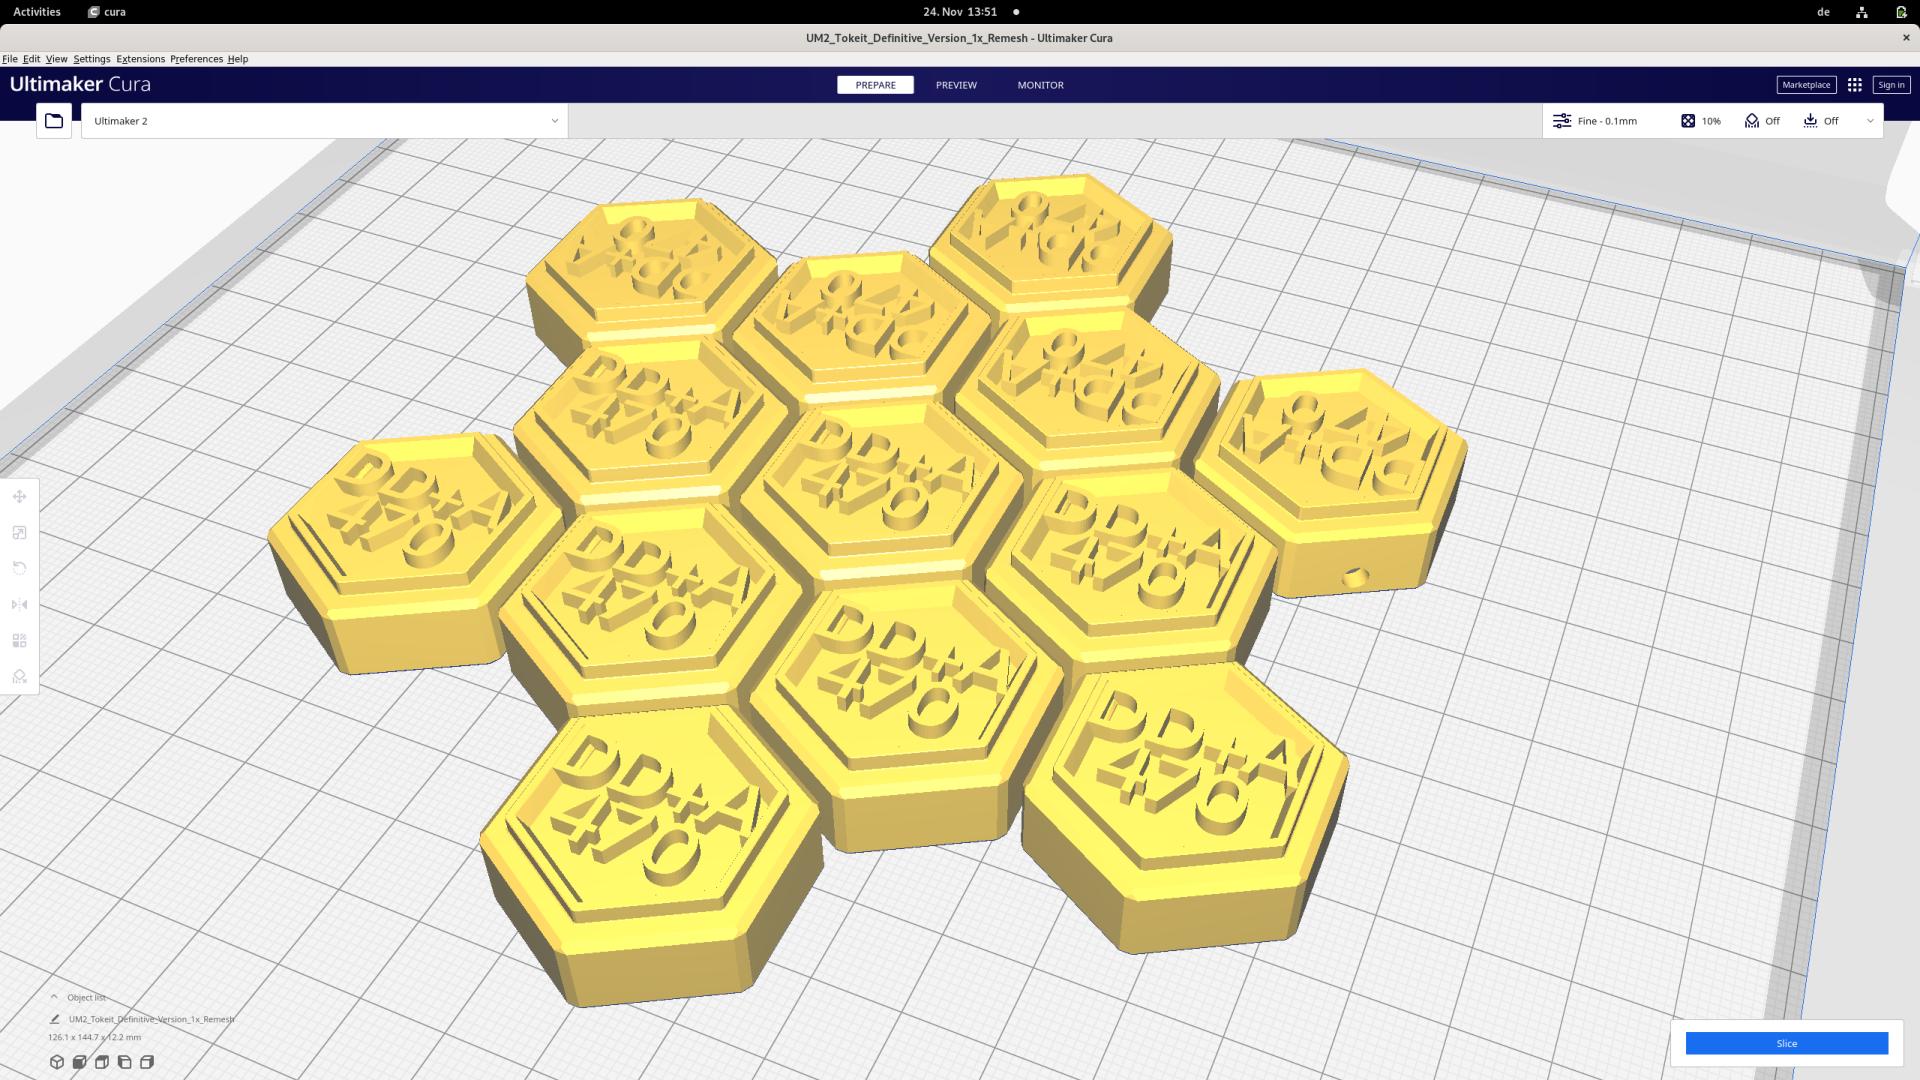 Activities cura 24. Nov 13:51 de
UM2_Tokeit_Definitive_Version_1x_Remesh - Ultimaker Cura
File Edit View Settings Extensions Preferences Help
Ultimaker Cura PREPARE PREVIEW MONITOR Marketplace Sign in
Ultimaker 2 Fine - 0.1mm 10% Off Off
Object list
UM2_Tokeit_Definitive_Version_1x_Remesh
126.1 x 144.7 x 12.2 mm
Slice